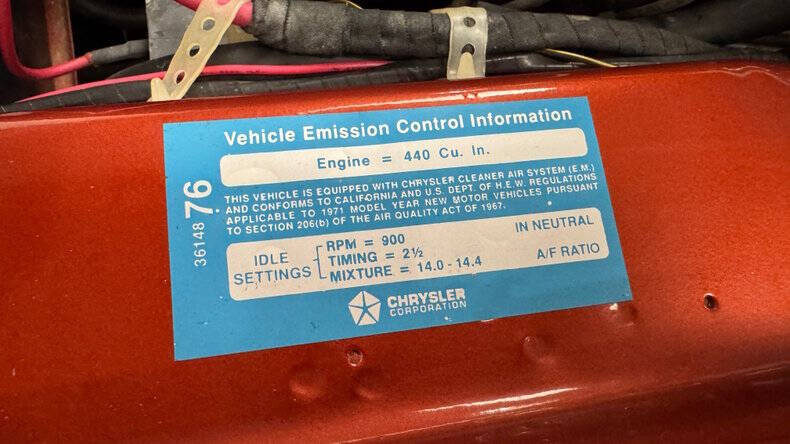 Vehicle Emission Control Information
Engine = 440 Cu. In.
THIS VEHICLE IS EQUIPPED WITH CHRYSLER CLEANER AIR SYSTEM (E.M.)
AND CONFORMS TO CALIFORNIA AND U.S. DEPT. OF H.E.W. REGULATIONS
APPLICABLE TO 1971 MODEL YEAR NEW MOTOR VEHICLES PURSUANT
TO SECTION 206(b) OF THE AIR QUALITY ACT OF 1967.
3614876
IDLE SETTINGS
RPM = 900 IN NEUTRAL
TIMING = 2½
MIXTURE = 14.0 - 14.4 A/F RATIO
CHRYSLER
CORPORATION